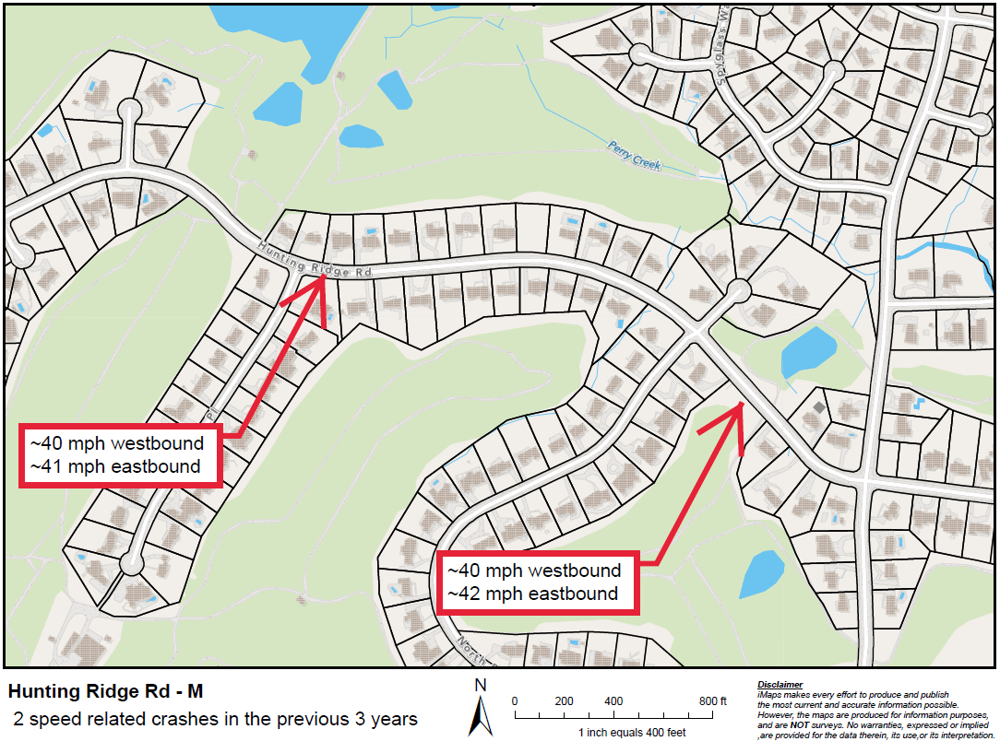 Spyglass Wa
Perry Creek
Hunting Ridge Rd
Pl
~40 mph westbound
~41 mph eastbound
~40 mph westbound
~42 mph eastbound
North
Hunting Ridge Rd - M
2 speed related crashes in the previous 3 years
N
0 200 400 800 ft
1 inch equals 400 feet
Disclaimer
iMaps makes every effort to produce and publish
the most current and accurate information possible.
However, the maps are produced for information purposes,
and are NOT surveys. No warranties, expressed or implied
,are provided for the data therein, its use,or its interpretation.